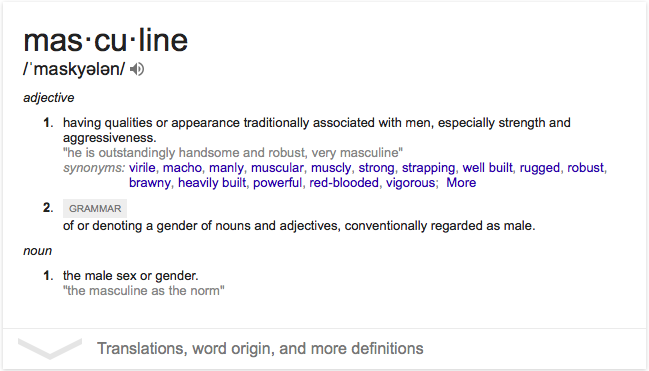 mas·cu·line
/ˈmaskyələn/
adjective
1. having qualities or appearance traditionally associated with men, especially strength and
aggressiveness.
"he is outstandingly handsome and robust, very masculine"
synonyms: virile, macho, manly, muscular, muscly, strong, strapping, well built, rugged, robust,
brawny, heavily built, powerful, red-blooded, vigorous; More
2. GRAMMAR
of or denoting a gender of nouns and adjectives, conventionally regarded as male.
noun
1. the male sex or gender.
"the masculine as the norm"
Translations, word origin, and more definitions